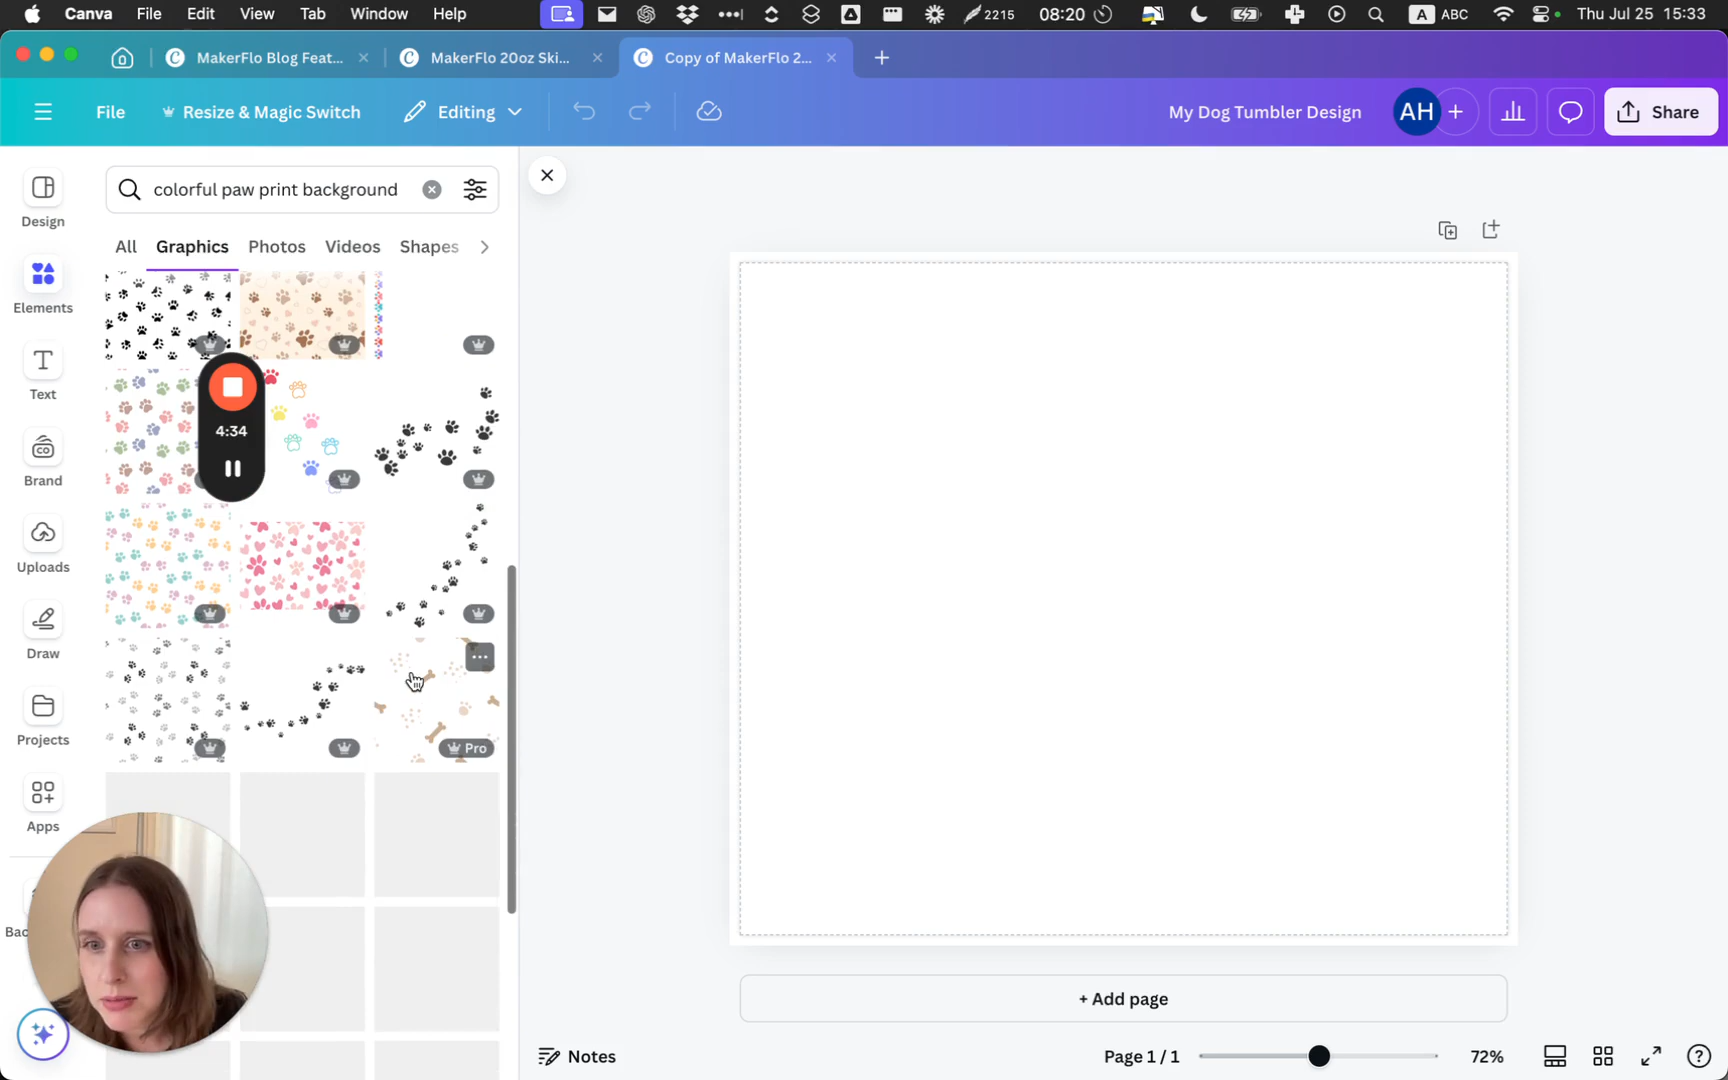 Canva File Edit View Tab Window Help 2215 08:20 A ABC Thu Jul 25 15:33
MakerFlo Blog Feat... MakerFlo 20oz Ski... Copy of MakerFlo 2...
File Resize & Magic Switch Editing My Dog Tumbler Design AH Share
colorful paw print background
Design
All Graphics Photos Videos Shapes
Elements
Text
4:34
Brand
Uploads
Draw
Projects
Pro
Apps
Bac
+ Add page
Notes Page 1 / 1 72%